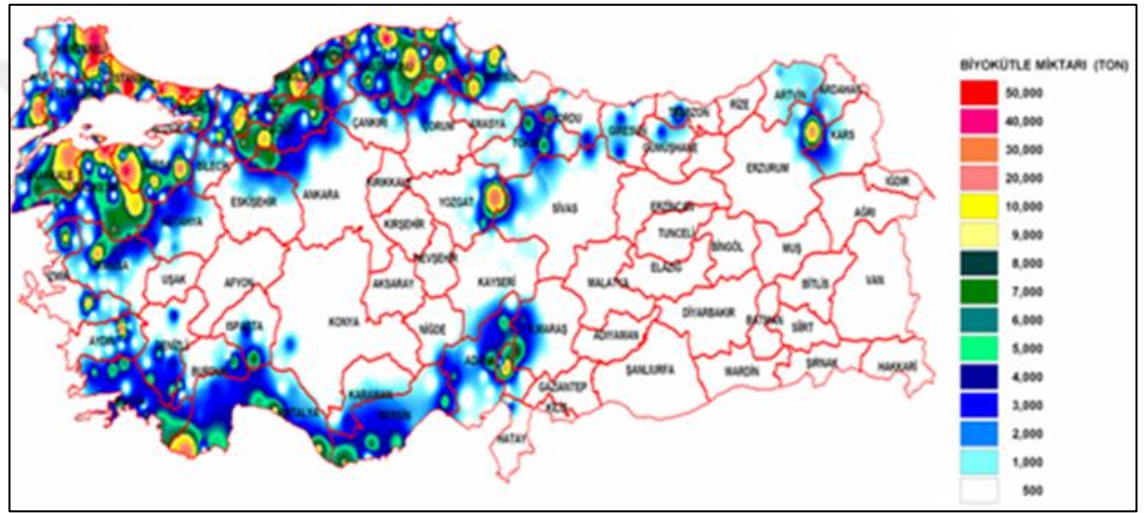 BİYOKÜTLE MİKTARI (TON)
50,000
40,000
30,000
20,000
10,000
9,000
8,000
7,000
6,000
5,000
4,000
3,000
2,000
1,000
500
ARTVİN
ARDAHAN
RİZE
ORDU
ÇANKIRI
ÇORUM
AMASYA
KARS
GİRESUN
TRABZON
GÜMÜŞHANE
BİLECİK
ERZURUM
IĞDIR
ANKARA
KIRIKKALE
ESKİŞEHİR
YOZGAT
SİVAS
ERZİNCAN
AĞRI
KIRŞEHİR
TUNCELİ
BİNGÖL
MUŞ
NEVŞEHİR
İZMİR
MANİSA
UŞAK
AFYON
AKSARAY
KAYSERİ
MALATYA
ELAZIĞ
BİTLİS
VAN
DİYARBAKIR
BATMAN
SİİRT
ISPARTA
KONYA
NİĞDE
K.MARAŞ
ADIYAMAN
AYDIN
DENİZLİ
ŞANLIURFA
MARDİN
ŞIRNAK
HAKKARİ
GAZİANTEP
KARAMAN
KİLİS
ANTALYA
MERSİN
HATAY